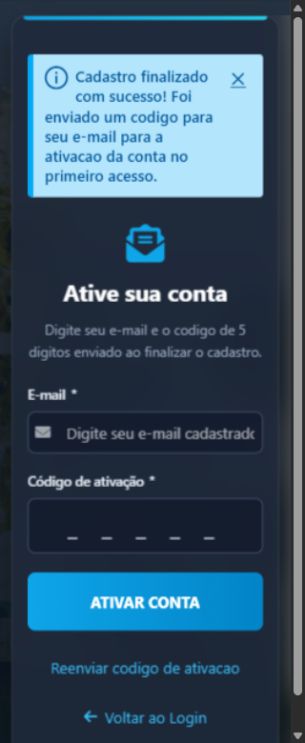 Cadastro finalizado
com sucesso! Foi
enviado um codigo para
seu e-mail para a
ativacao da conta no
primeiro acesso.
Ative sua conta
Digite seu e-mail e o codigo de 5
digitos enviado ao finalizar o cadastro.
E-mail *
Digite seu e-mail cadastrado
Código de ativação *
_ _ _ _ _
ATIVAR CONTA
Reenviar codigo de ativacao
← Voltar ao Login